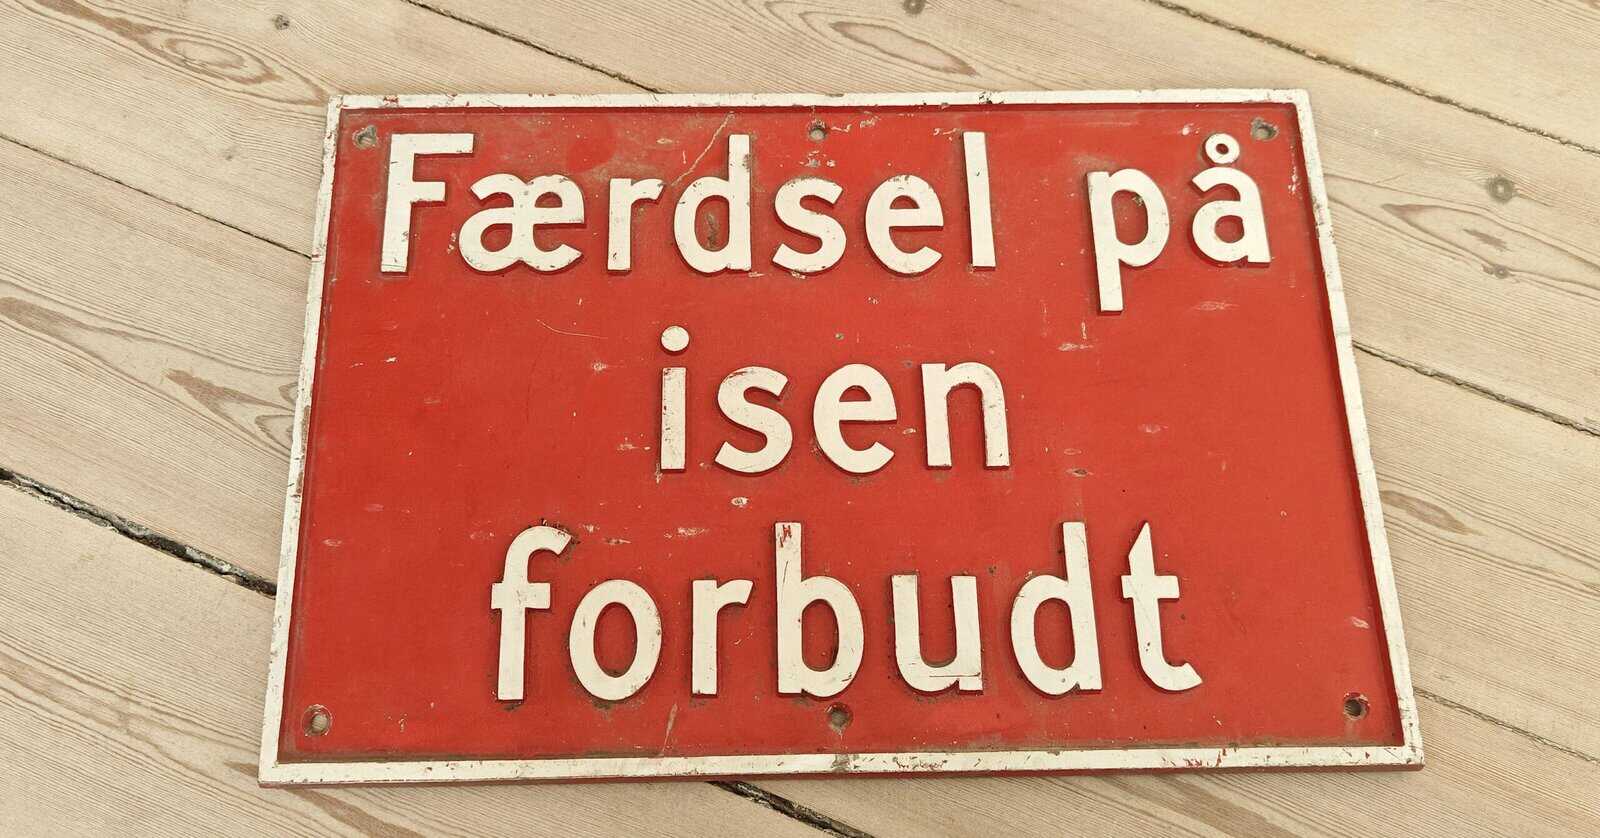 Færdsel på
isen
forbudt